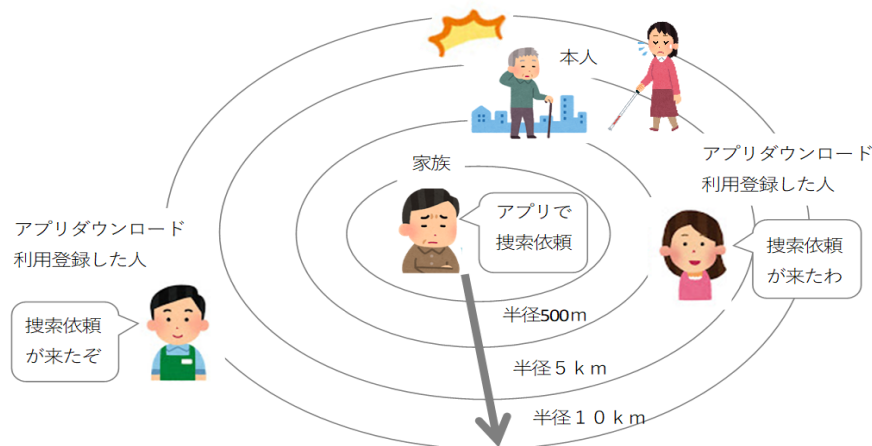 本人
アプリダウンロード
利用登録した人
家族
アプリで
捜索依頼
アプリダウンロード
利用登録した人
捜索依頼
が来たわ
捜索依頼
が来たぞ
半径500ｍ
半径５ｋｍ
半径１０ｋｍ